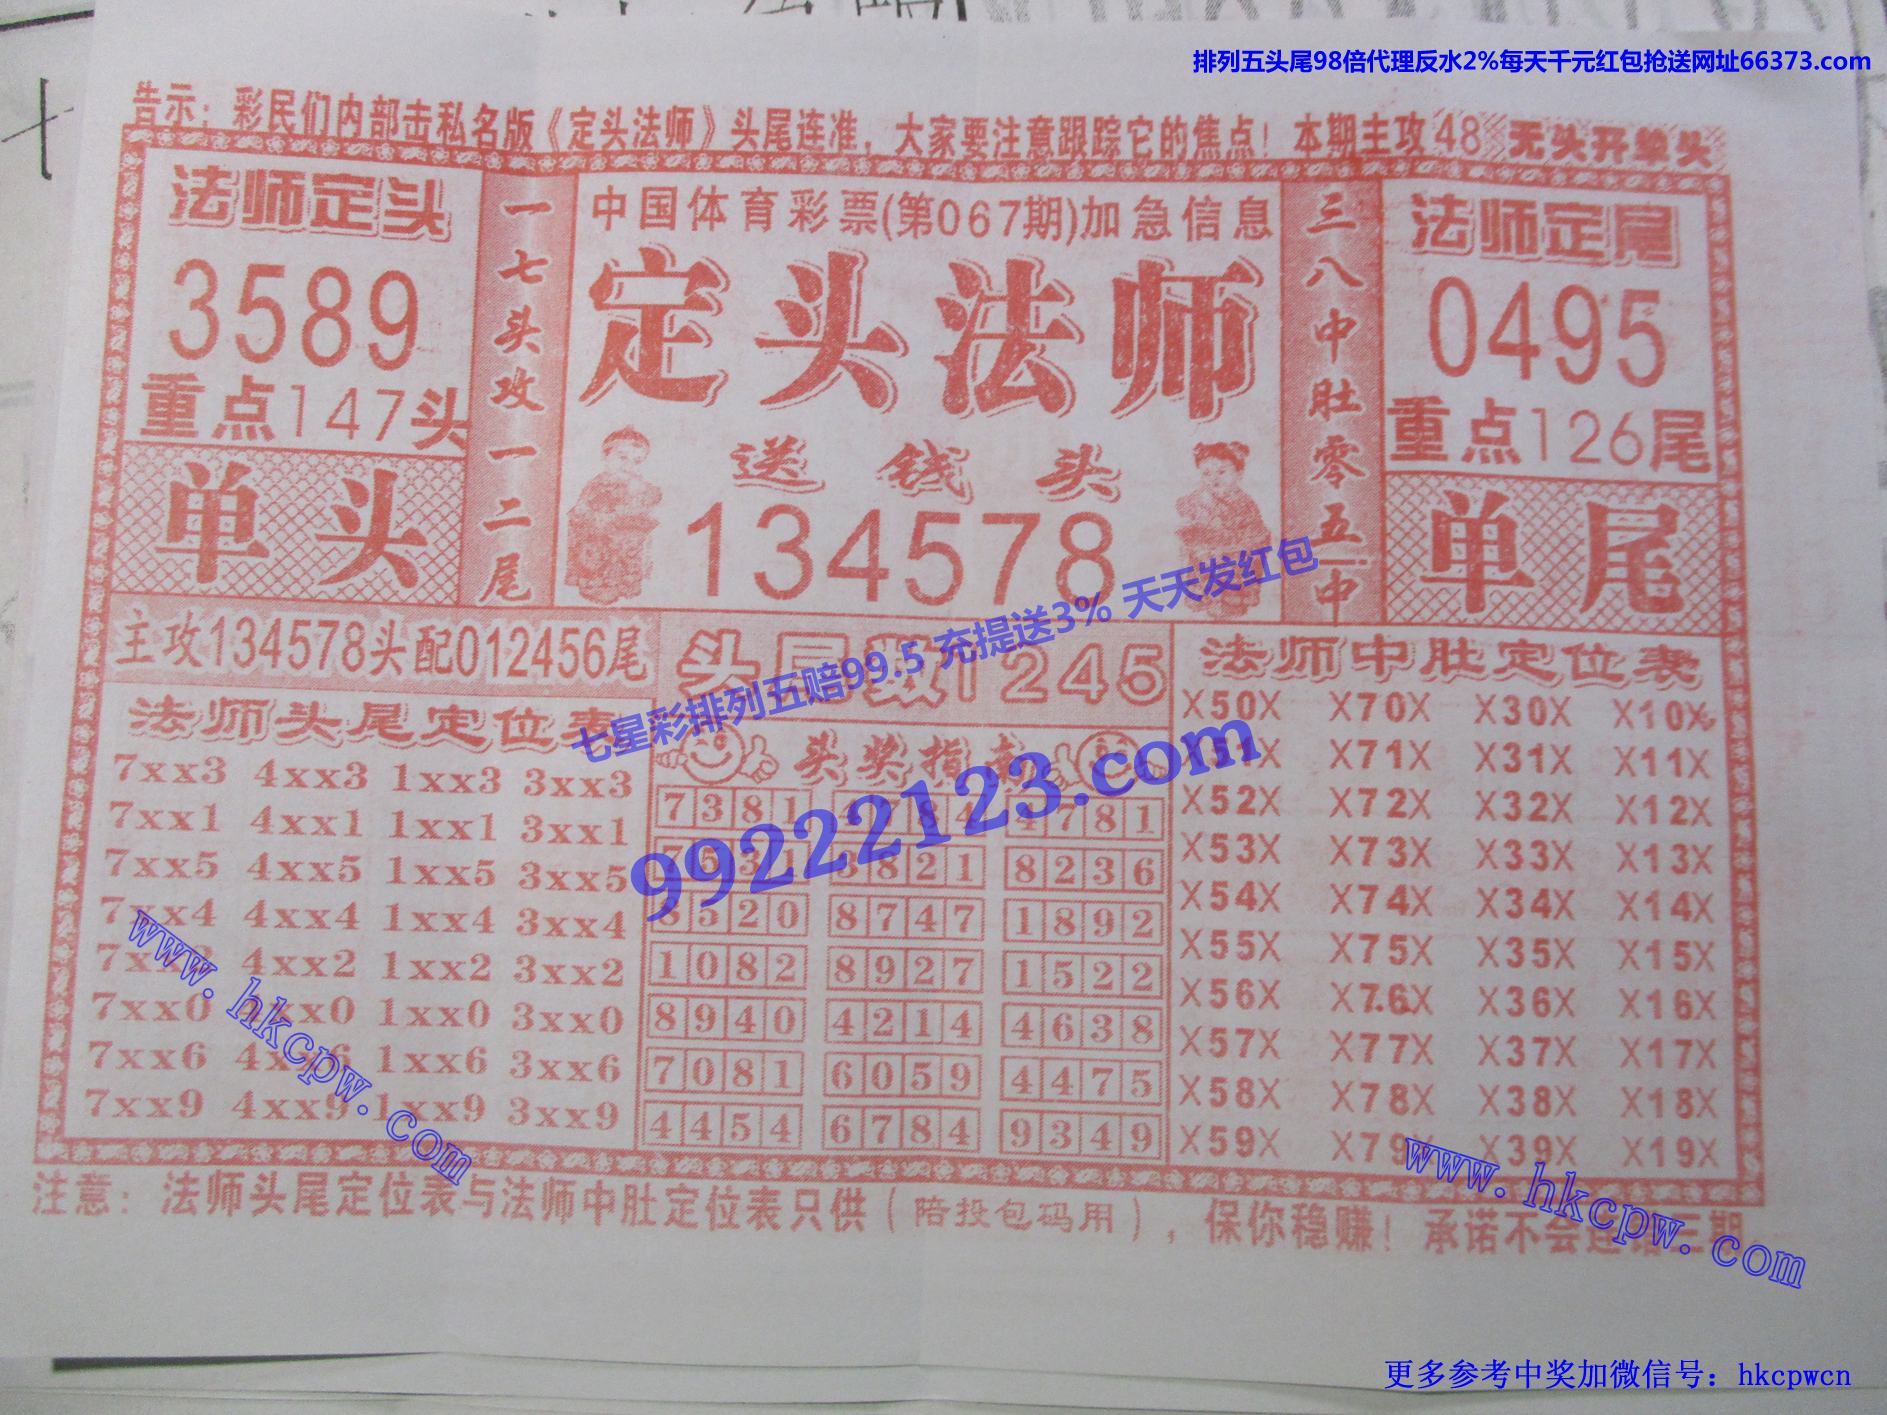 排列五头尾98倍代理反水2%每天千元红包抢送网址66373.com
告示：彩民们内部击私名版《定头法师》头尾连准，大家要注意跟踪它的焦点！本期主攻48 无头开单头
法师定头
3589
重点147头
单头
一七头攻一二尾
中国体育彩票(第067期)加急信息
定头法师
送钱头
134578
三八中肚零五中
法师定尾
0495
重点126尾
单尾
主攻134578头配012456尾
头尾数1245
七星彩排列五赔99.5 充提送3% 天天发红包
99222123.com
法师头尾定位表
7xx3 4xx3 1xx3 3xx3
7xx1 4xx1 1xx1 3xx1
7xx5 4xx5 1xx5 3xx5
7xx4 4xx4 1xx4 3xx4
7xx2 4xx2 1xx2 3xx2
7xx0 4xx0 1xx0 3xx0
7xx6 4xx6 1xx6 3xx6
7xx9 4xx9 1xx9 3xx9
头奖指南
7381 4781
3821 8236
8520 8747 1892
1082 8927 1522
8940 4214 4638
7081 6059 4475
4454 6784 9349
法师中肚定位表
X50X X70X X30X X10X
X51X X71X X31X X11X
X52X X72X X32X X12X
X53X X73X X33X X13X
X54X X74X X34X X14X
X55X X75X X35X X15X
X56X X76X X36X X16X
X57X X77X X37X X17X
X58X X78X X38X X18X
X59X X79X X39X X19X
www.hkcpw.com
www.hkcpw.com
注意：法师头尾定位表与法师中肚定位表只供（陪投包码用），保你稳赚！承诺不会连错三期
更多参考中奖加微信号：hkcpwcn